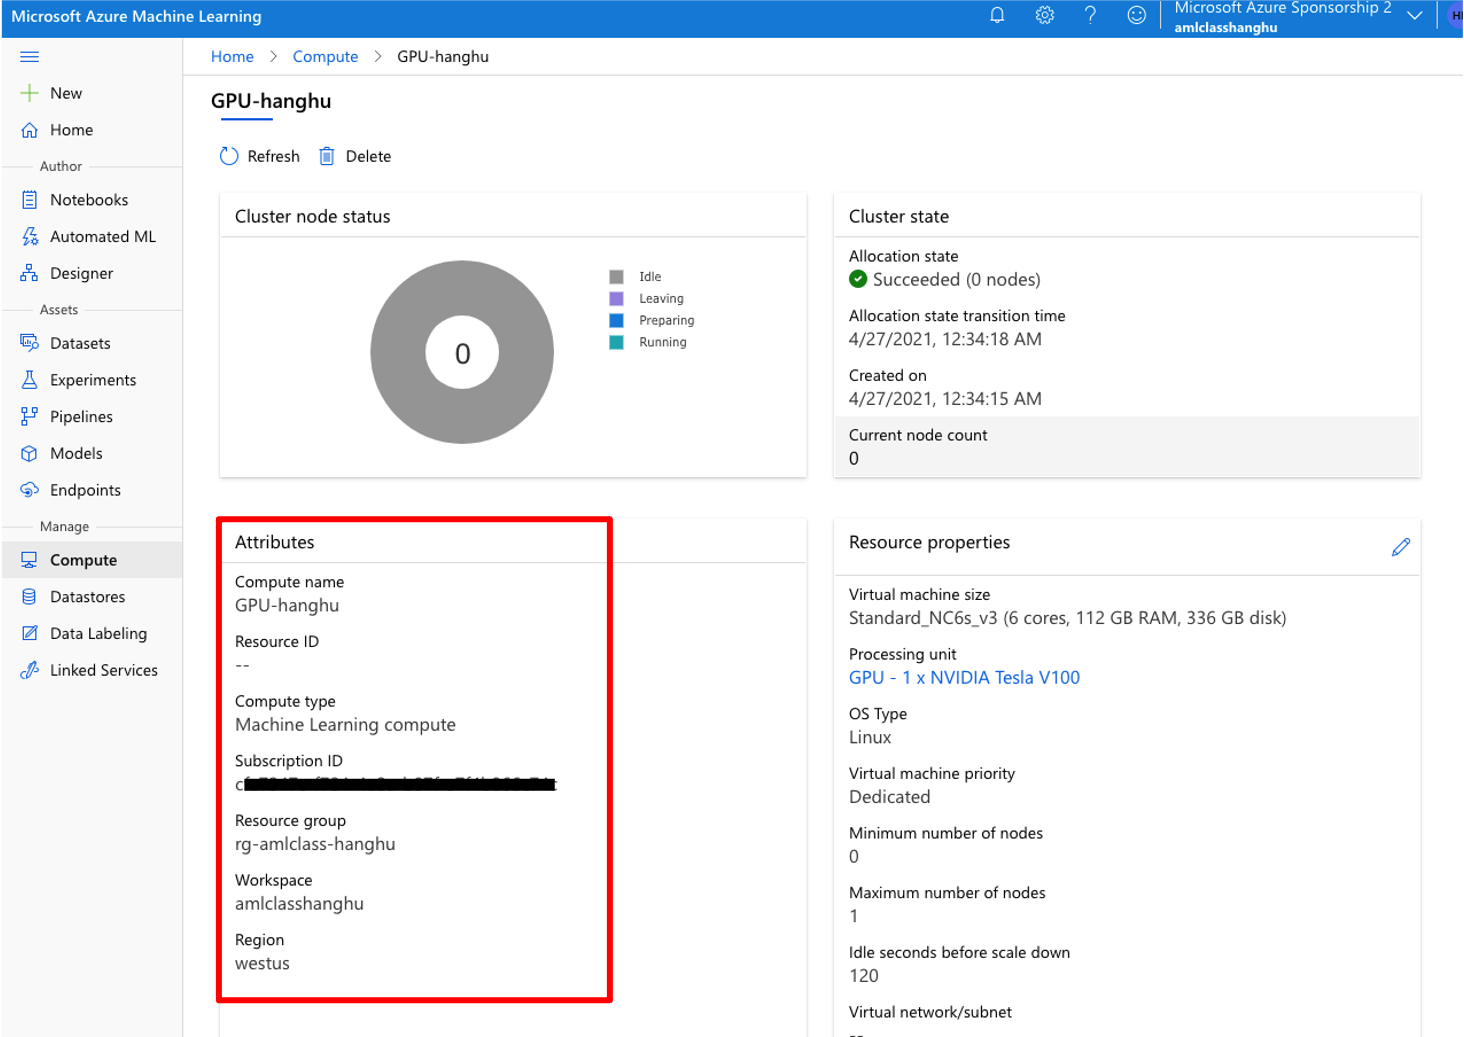 Microsoft Azure Machine Learning
Microsoft Azure Sponsorship 2
amlclasshanghu
Home > Compute > GPU-hanghu
New
Home
Author
Notebooks
Automated ML
Designer
Assets
Datasets
Experiments
Pipelines
Models
Endpoints
Manage
Compute
Datastores
Data Labeling
Linked Services
GPU-hanghu
Refresh Delete
Cluster node status
0
Idle
Leaving
Preparing
Running
Cluster state
Allocation state
Succeeded (0 nodes)
Allocation state transition time
4/27/2021, 12:34:18 AM
Created on
4/27/2021, 12:34:15 AM
Current node count
0
Attributes
Compute name
GPU-hanghu
Resource ID
--
Compute type
Machine Learning compute
Subscription ID
Resource group
rg-amlclass-hanghu
Workspace
amlclasshanghu
Region
westus
Resource properties
Virtual machine size
Standard_NC6s_v3 (6 cores, 112 GB RAM, 336 GB disk)
Processing unit
GPU - 1 x NVIDIA Tesla V100
OS Type
Linux
Virtual machine priority
Dedicated
Minimum number of nodes
0
Maximum number of nodes
1
Idle seconds before scale down
120
Virtual network/subnet
--